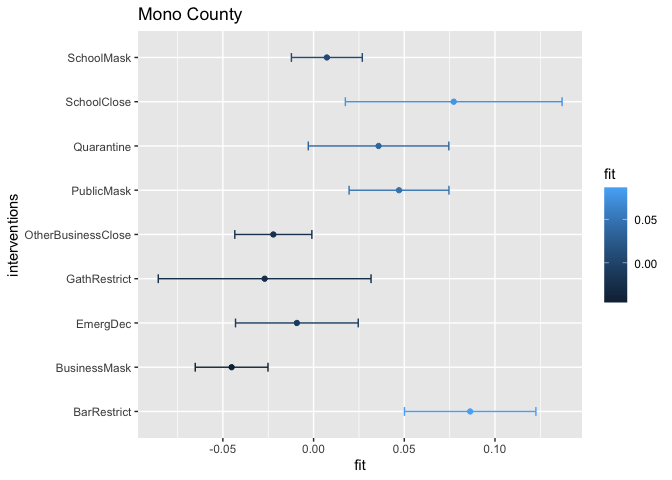 Mono County
interventions
SchoolMask
SchoolClose
Quarantine
PublicMask
OtherBusinessClose
GathRestrict
EmergDec
BusinessMask
BarRestrict
-0.05
0.00
0.05
0.10
fit
fit
0.05
0.00